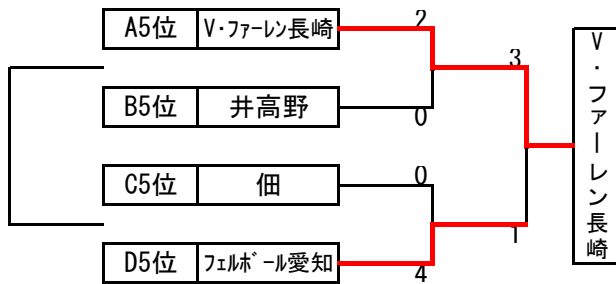 A5位 V・ファーレン長崎 2
3
B5位 井高野 0
C5位 佃 0
1
D5位 フェルボール愛知 4
V・ファーレン長崎